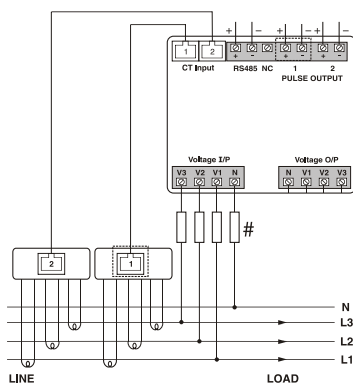 + - + - + -
1 2
+ - + - + -
CT Input RS485 NC 1 2
PULSE OUTPUT
Voltage I/P Voltage O/P
V3 V2 V1 N N V1 V2 V3
#
2 1
N
L3
L2
L1
LINE LOAD